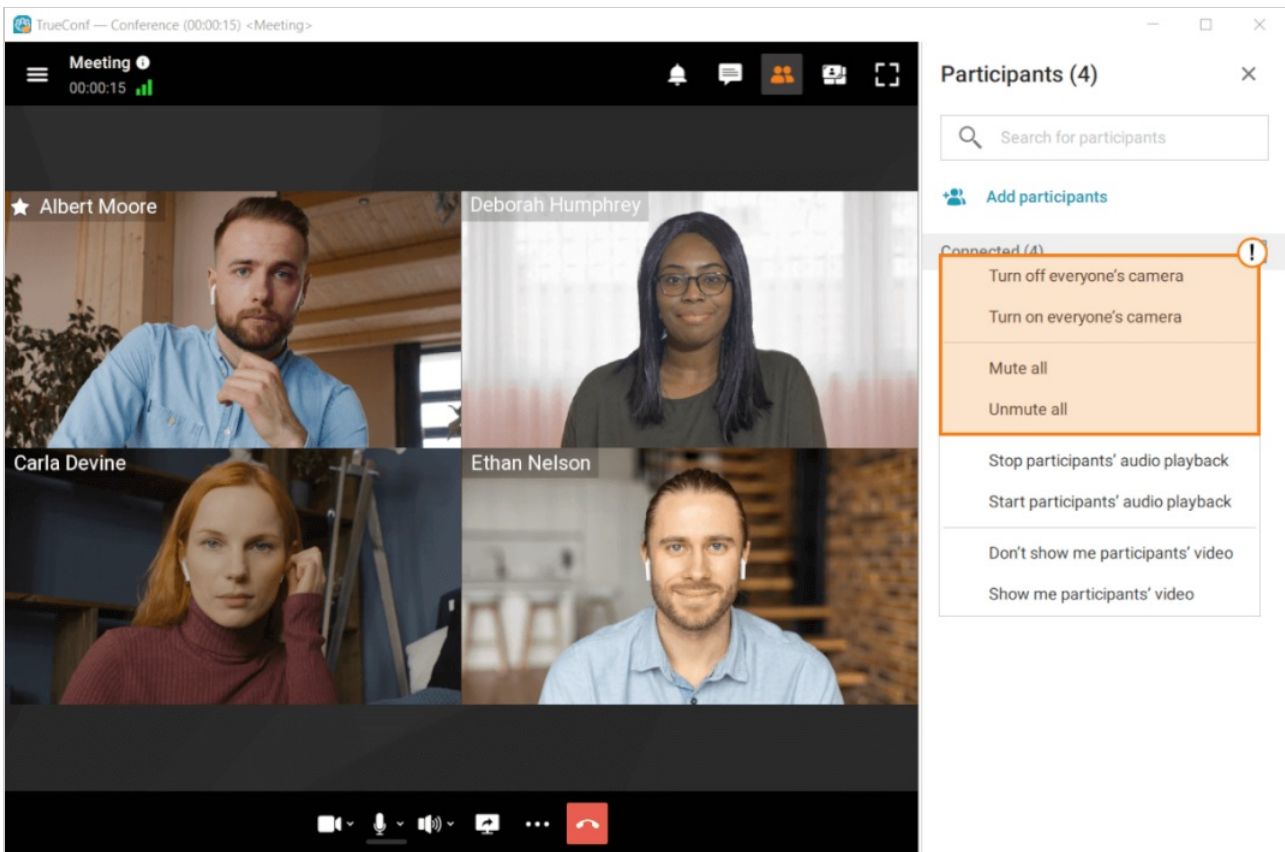 TrueConf — Conference (00:00:15) <Meeting>
Meeting
00:00:15
Participants (4)
Search for participants
Add participants
Connected (4)
!
Turn off everyone's camera
Turn on everyone's camera
Mute all
Unmute all
Stop participants' audio playback
Start participants' audio playback
Don't show me participants' video
Show me participants' video
Albert Moore
Deborah Humphrey
Carla Devine
Ethan Nelson